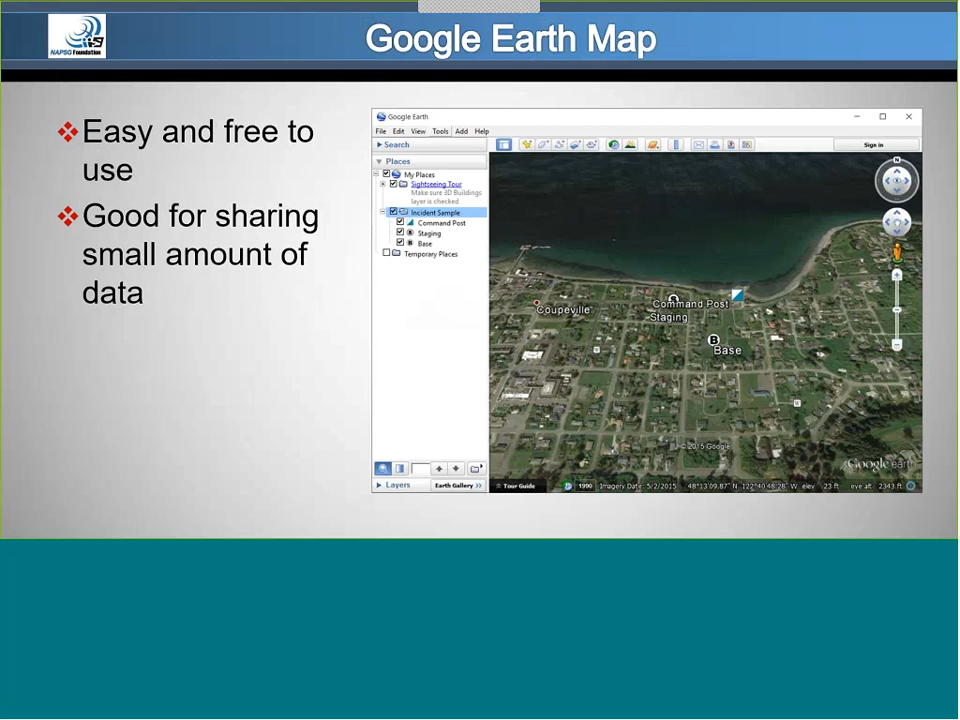 Google Earth Map
NAPSG Foundation
Easy and free to
use
Good for sharing
small amount of
data
Google Earth
File Edit View Tools Add Help
Search
Sign in
Places
My Places
Sightseeing Tour
Make sure 3D Buildings
layer is checked
Incident Sample
Command Post
Staging
Base
Temporary Places
N
Coupeville
Command Post
Staging
B
Base
© 2015 Google
Google earth
Layers
Earth Gallery
Tour Guide
1990
Imagery Date: 5/2/2015
48°13'09.87" N
122°40'48.28" W
elev 23 ft
eye alt 2343 ft